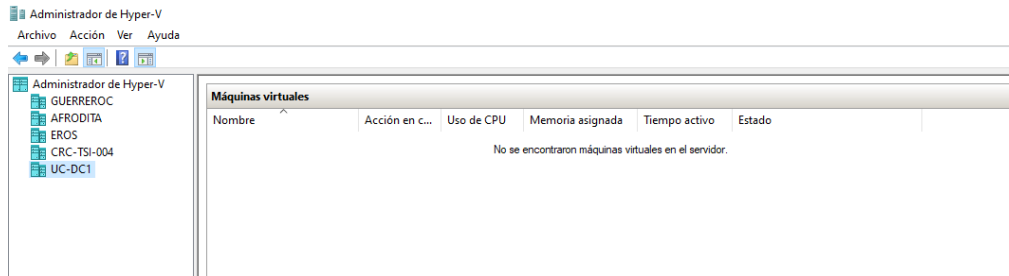 Administrador de Hyper-V
Archivo Acción Ver Ayuda
Administrador de Hyper-V
GUERREROC
AFRODITA
EROS
CRC-TSI-004
UC-DC1
Máquinas virtuales
Nombre Acción en c... Uso de CPU Memoria asignada Tiempo activo Estado
No se encontraron máquinas virtuales en el servidor.